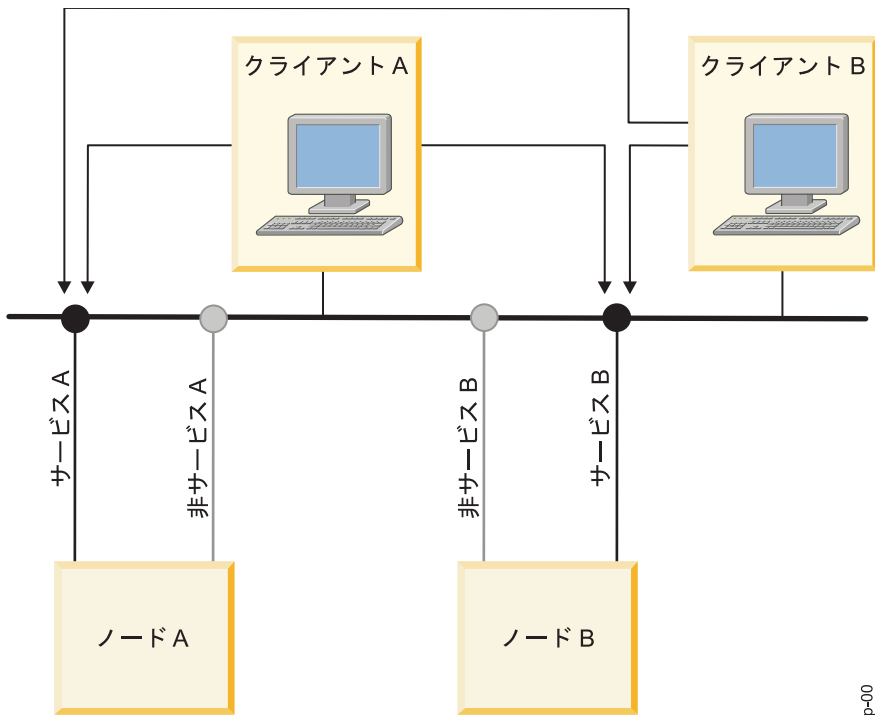 クライアント A
クライアント B
サービス A
非サービス A
非サービス B
サービス B
ノード A
ノード B
p-00